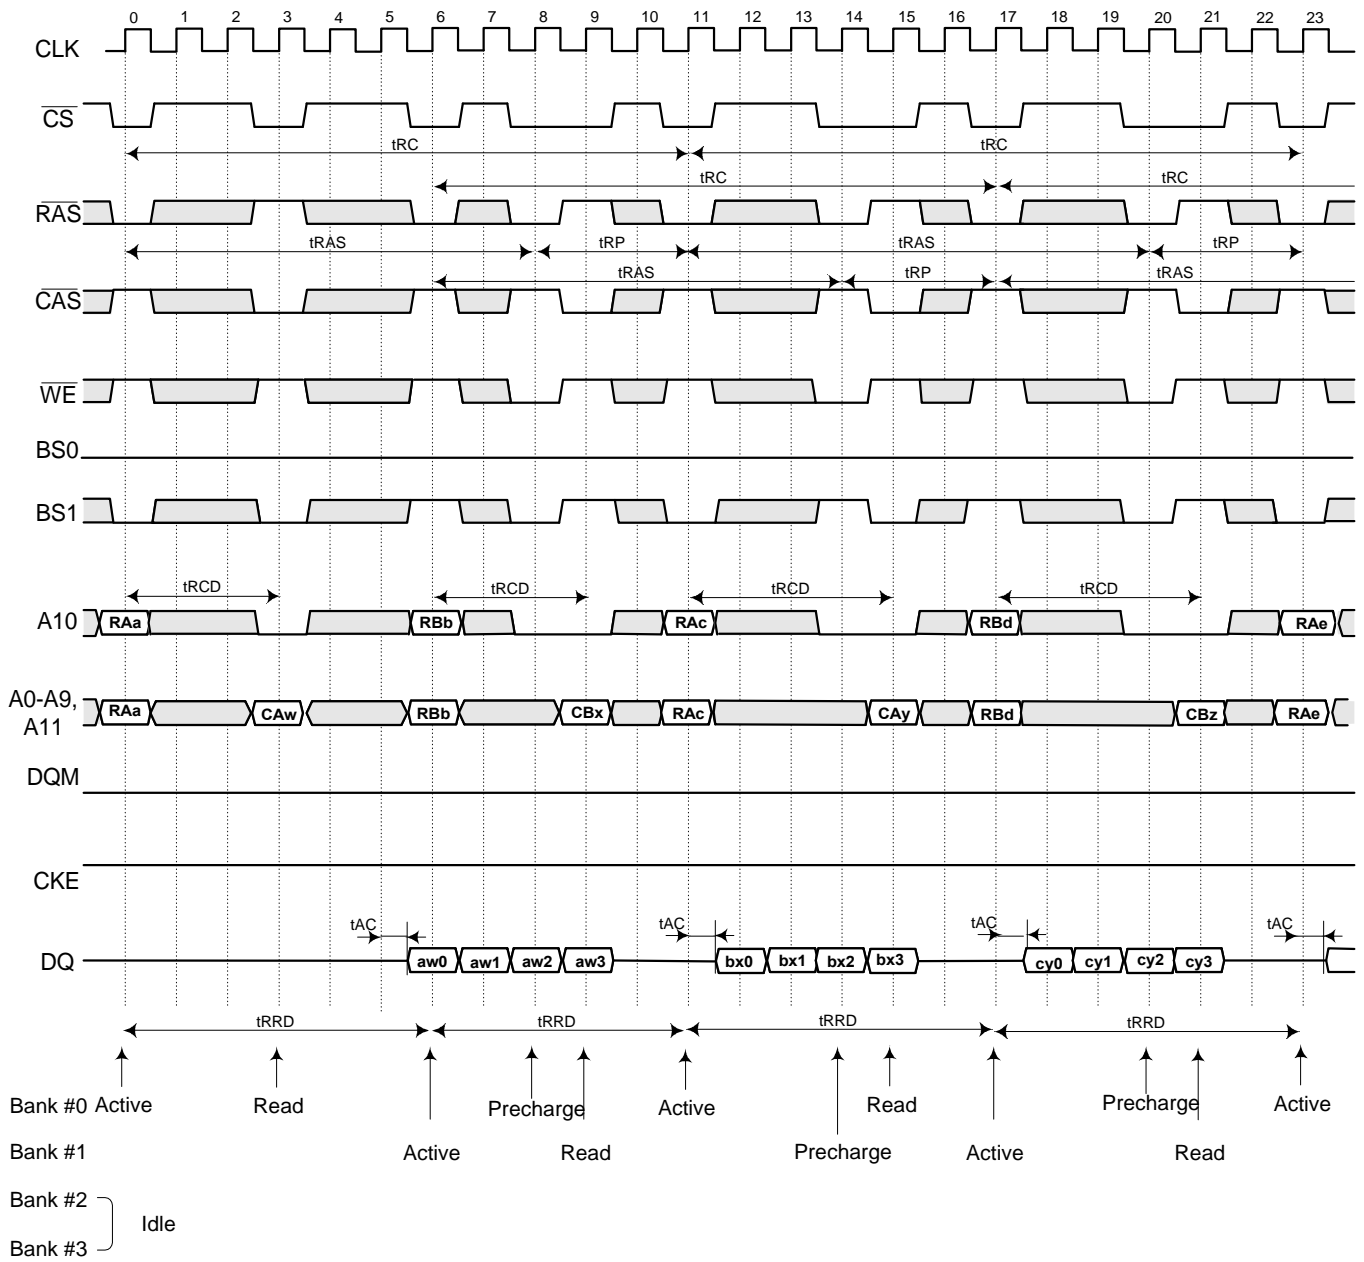 0 1 2 3 4 5 6 7 8 9 10 11 12 13 14 15 16 17 18 19 20 21 22 23
CLK
CS
tRC tRC
tRC tRC
RAS
tRAS tRP tRAS tRP
tRAS tRP tRAS
CAS
WE
BS0
BS1
tRCD tRCD tRCD tRCD
A10 RAa RBb RAc RBd RAe
A0-A9,
A11
RAa CAw RBb CBx RAc CAy RBd CBz RAe
DQM
CKE
tAC tAC tAC tAC
DQ aw0 aw1 aw2 aw3 bx0 bx1 bx2 bx3 cy0 cy1 cy2 cy3
tRRD tRRD tRRD tRRD
Bank #0 Active Read Precharge Active Read Precharge Active
Bank #1 Active Read Precharge Active Read
Bank #2
Idle
Bank #3